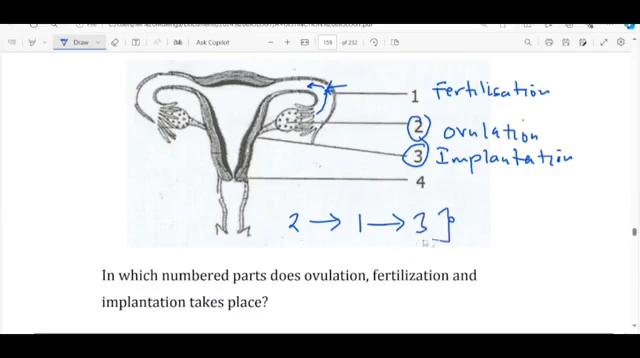 Draw
Ask Copilot
159 of 232
1 Fertilisation
2 Ovulation
3 Implantation
4
2 → 1 → 3
In which numbered parts does ovulation, fertilization and
implantation takes place?